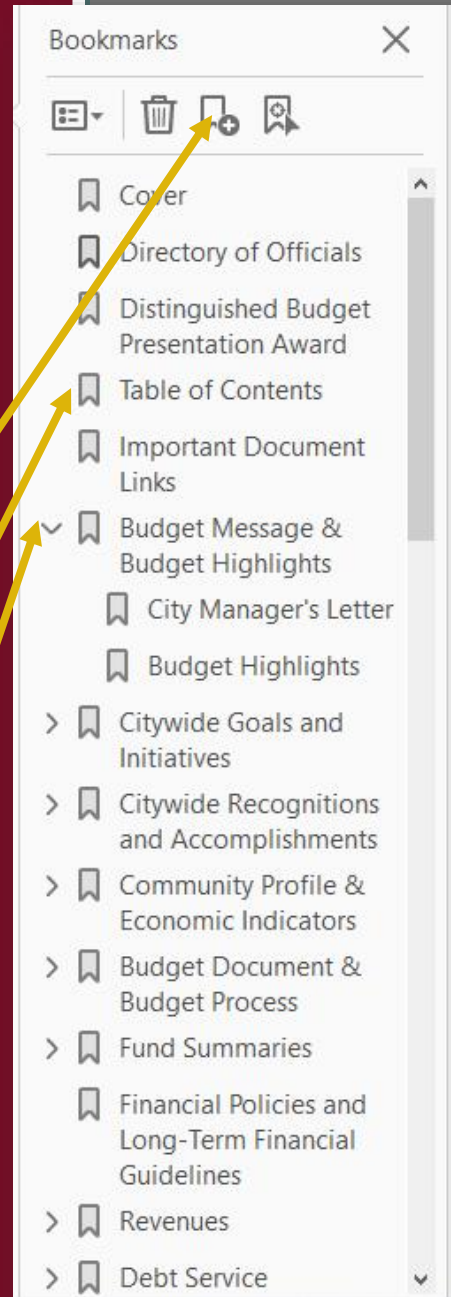 Bookmarks
Cover
Directory of Officials
Distinguished Budget
Presentation Award
Table of Contents
Important Document
Links
Budget Message &
Budget Highlights
City Manager's Letter
Budget Highlights
Citywide Goals and
Initiatives
Citywide Recognitions
and Accomplishments
Community Profile &
Economic Indicators
Budget Document &
Budget Process
Fund Summaries
Financial Policies and
Long-Term Financial
Guidelines
Revenues
Debt Service